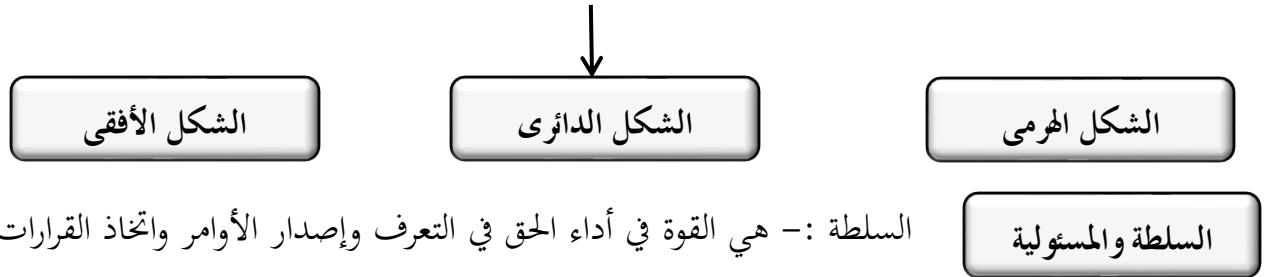 الشكل الهرمى
الشكل الدائرى
الشكل الأفقى
السلطة والمسئولية
السلطة :- هي القوة في أداء الحق في التعرف وإصدار الأوامر واتخاذ القرارات